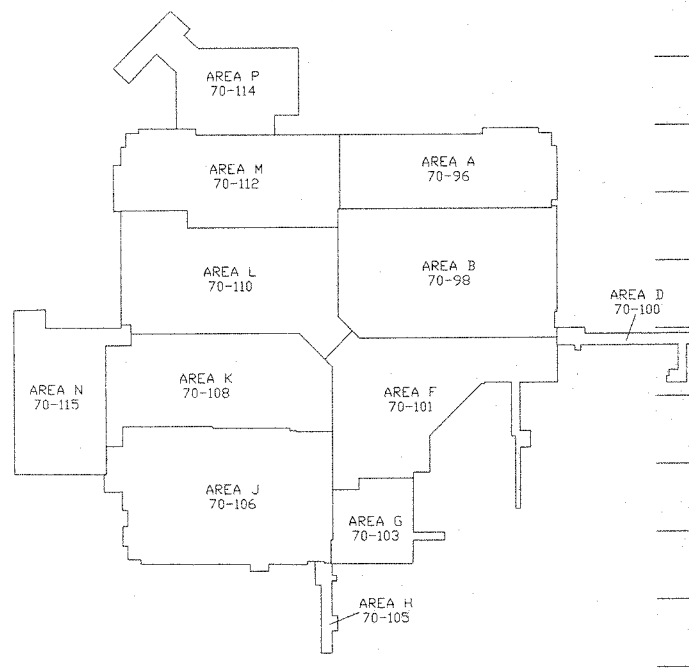 AREA P
70-114
AREA M
70-112
AREA A
70-96
AREA L
70-110
AREA B
70-98
AREA D
70-100
AREA N
70-115
AREA K
70-108
AREA F
70-101
AREA J
70-106
AREA G
70-103
AREA H
70-105